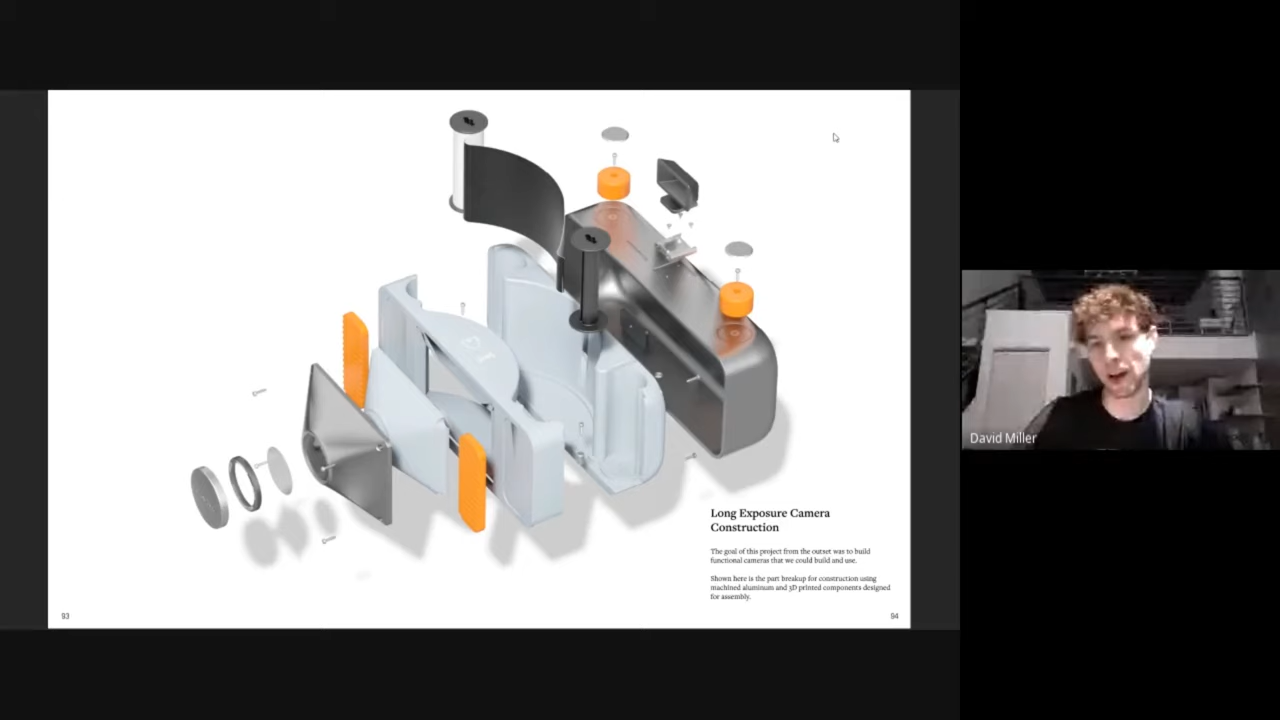 Long Exposure Camera
Construction
The goal of this project from the outset was to build
functional cameras that we could build and use.
Shown here is the part breakup for construction using
machined aluminum and 3D printed components designed
for assembly.
93
94
David Miller